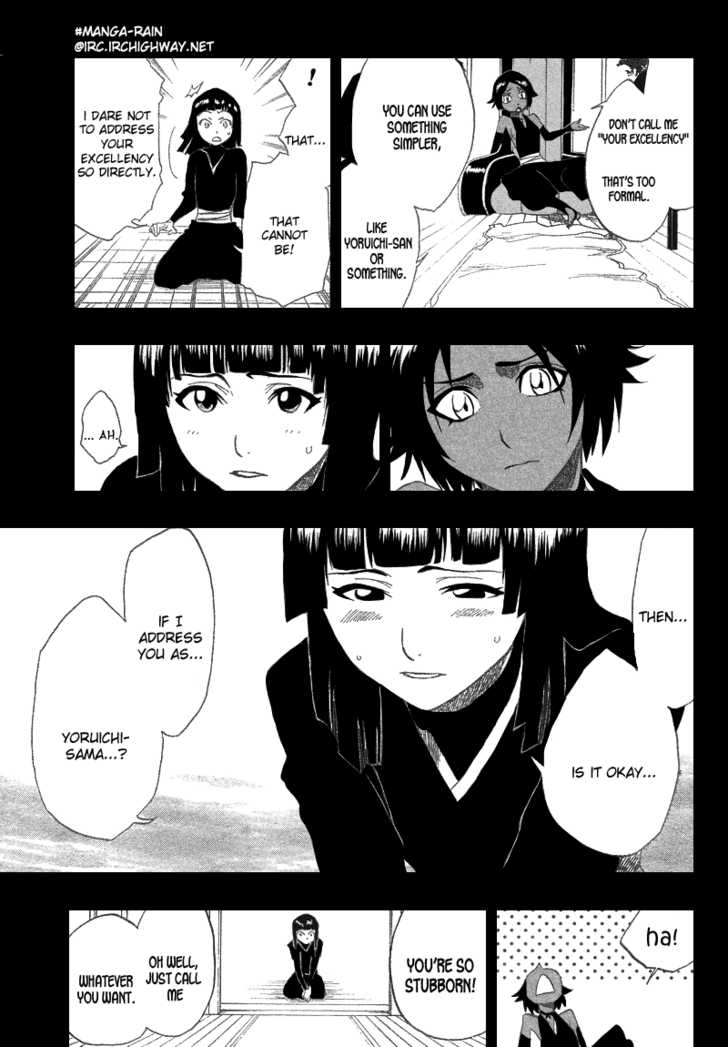 #MANGA-RAIN
@IRC.IRCHIGHWAY.NET
DON'T CALL ME
"YOUR EXCELLENCY"
THAT'S TOO
FORMAL.
YOU CAN USE
SOMETHING
SIMPLER,
LIKE
YORUICHI-SAN
OR
SOMETHING.
!
THAT...
THAT
CANNOT
BE!
I DARE NOT
TO ADDRESS
YOUR
EXCELLENCY
SO DIRECTLY.
... AH.
THEN...
IS IT OKAY...
IF I
ADDRESS
YOU AS...
YORUICHI-
SAMA...?
ha!
YOU'RE SO
STUBBORN!
OH WELL,
JUST CALL
ME
WHATEVER
YOU WANT.